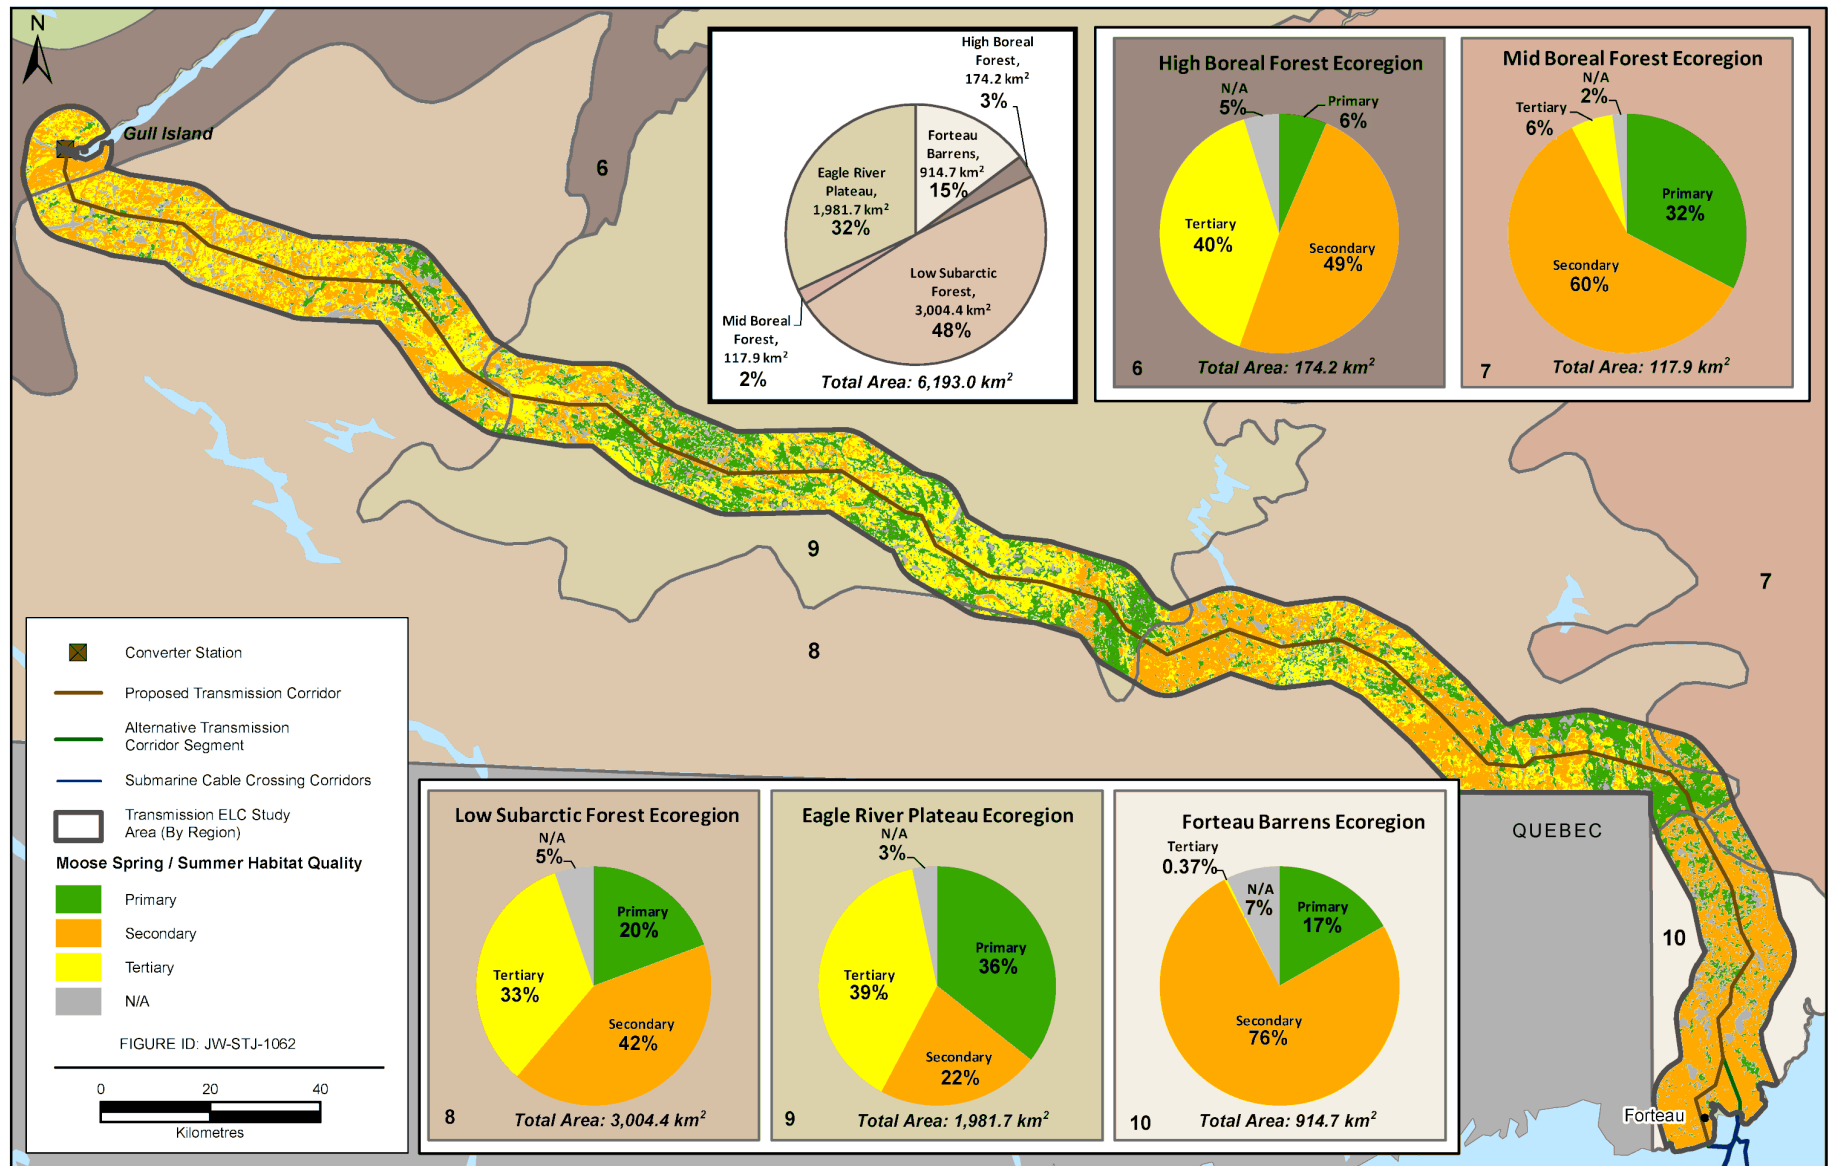 N
Gull Island
6
High Boreal
Forest,
174.2 km²
3%
Forteau
Barrens,
914.7 km²
15%
Eagle River
Plateau,
1,981.7 km²
32%
Low Subarctic
Forest,
3,004.4 km²
48%
Mid Boreal
Forest,
117.9 km²
2%
Total Area: 6,193.0 km²
High Boreal Forest Ecoregion
N/A
5%
Primary
6%
Tertiary
40%
Secondary
49%
6
Total Area: 174.2 km²
Mid Boreal Forest Ecoregion
N/A
2%
Tertiary
6%
Primary
32%
Secondary
60%
7
Total Area: 117.9 km²
9
8
7
Converter Station
Proposed Transmission Corridor
Alternative Transmission
Corridor Segment
Submarine Cable Crossing Corridors
Transmission ELC Study
Area (By Region)
Moose Spring / Summer Habitat Quality
Primary
Secondary
Tertiary
N/A
FIGURE ID: JW-STJ-1062
0 20 40
Kilometres
Low Subarctic Forest Ecoregion
N/A
5%
Primary
20%
Tertiary
33%
Secondary
42%
8
Total Area: 3,004.4 km²
Eagle River Plateau Ecoregion
N/A
3%
Primary
36%
Tertiary
39%
Secondary
22%
9
Total Area: 1,981.7 km²
Forteau Barrens Ecoregion
Tertiary
0.37%
N/A
7%
Primary
17%
Secondary
76%
10
Total Area: 914.7 km²
QUEBEC
10
Forteau